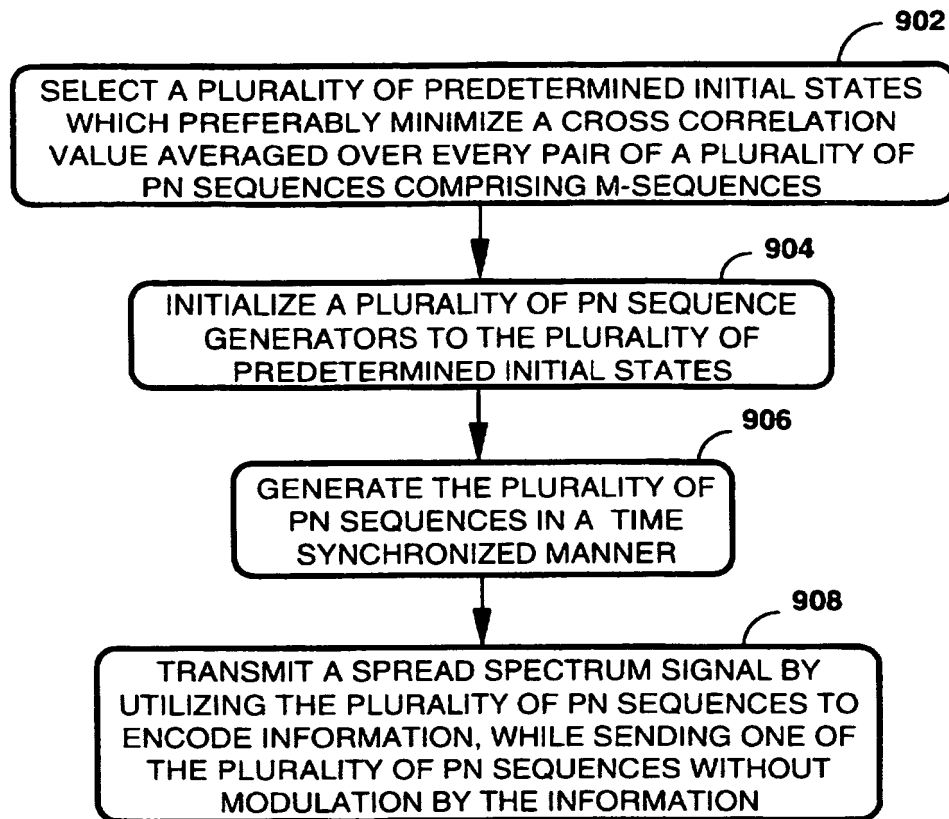 902
SELECT A PLURALITY OF PREDETERMINED INITIAL STATES
WHICH PREFERABLY MINIMIZE A CROSS CORRELATION
VALUE AVERAGED OVER EVERY PAIR OF A PLURALITY OF
PN SEQUENCES COMPRISING M-SEQUENCES
904
INITIALIZE A PLURALITY OF PN SEQUENCE
GENERATORS TO THE PLURALITY OF
PREDETERMINED INITIAL STATES
906
GENERATE THE PLURALITY OF
PN SEQUENCES IN A TIME
SYNCHRONIZED MANNER
908
TRANSMIT A SPREAD SPECTRUM SIGNAL BY
UTILIZING THE PLURALITY OF PN SEQUENCES TO
ENCODE INFORMATION, WHILE SENDING ONE OF
THE PLURALITY OF PN SEQUENCES WITHOUT
MODULATION BY THE INFORMATION